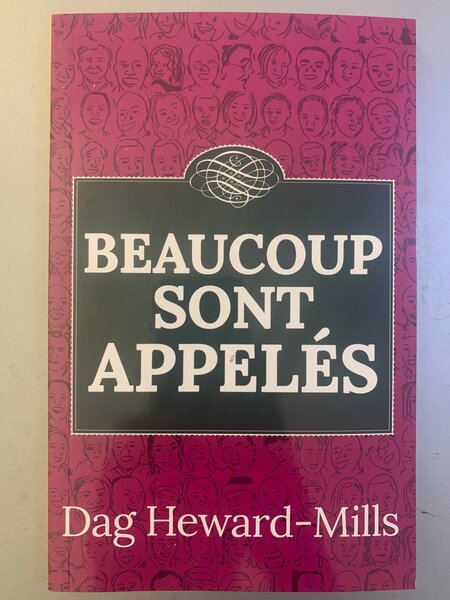 BEAUCOUP
SONT
APPELÉS
Dag Heward-Mills